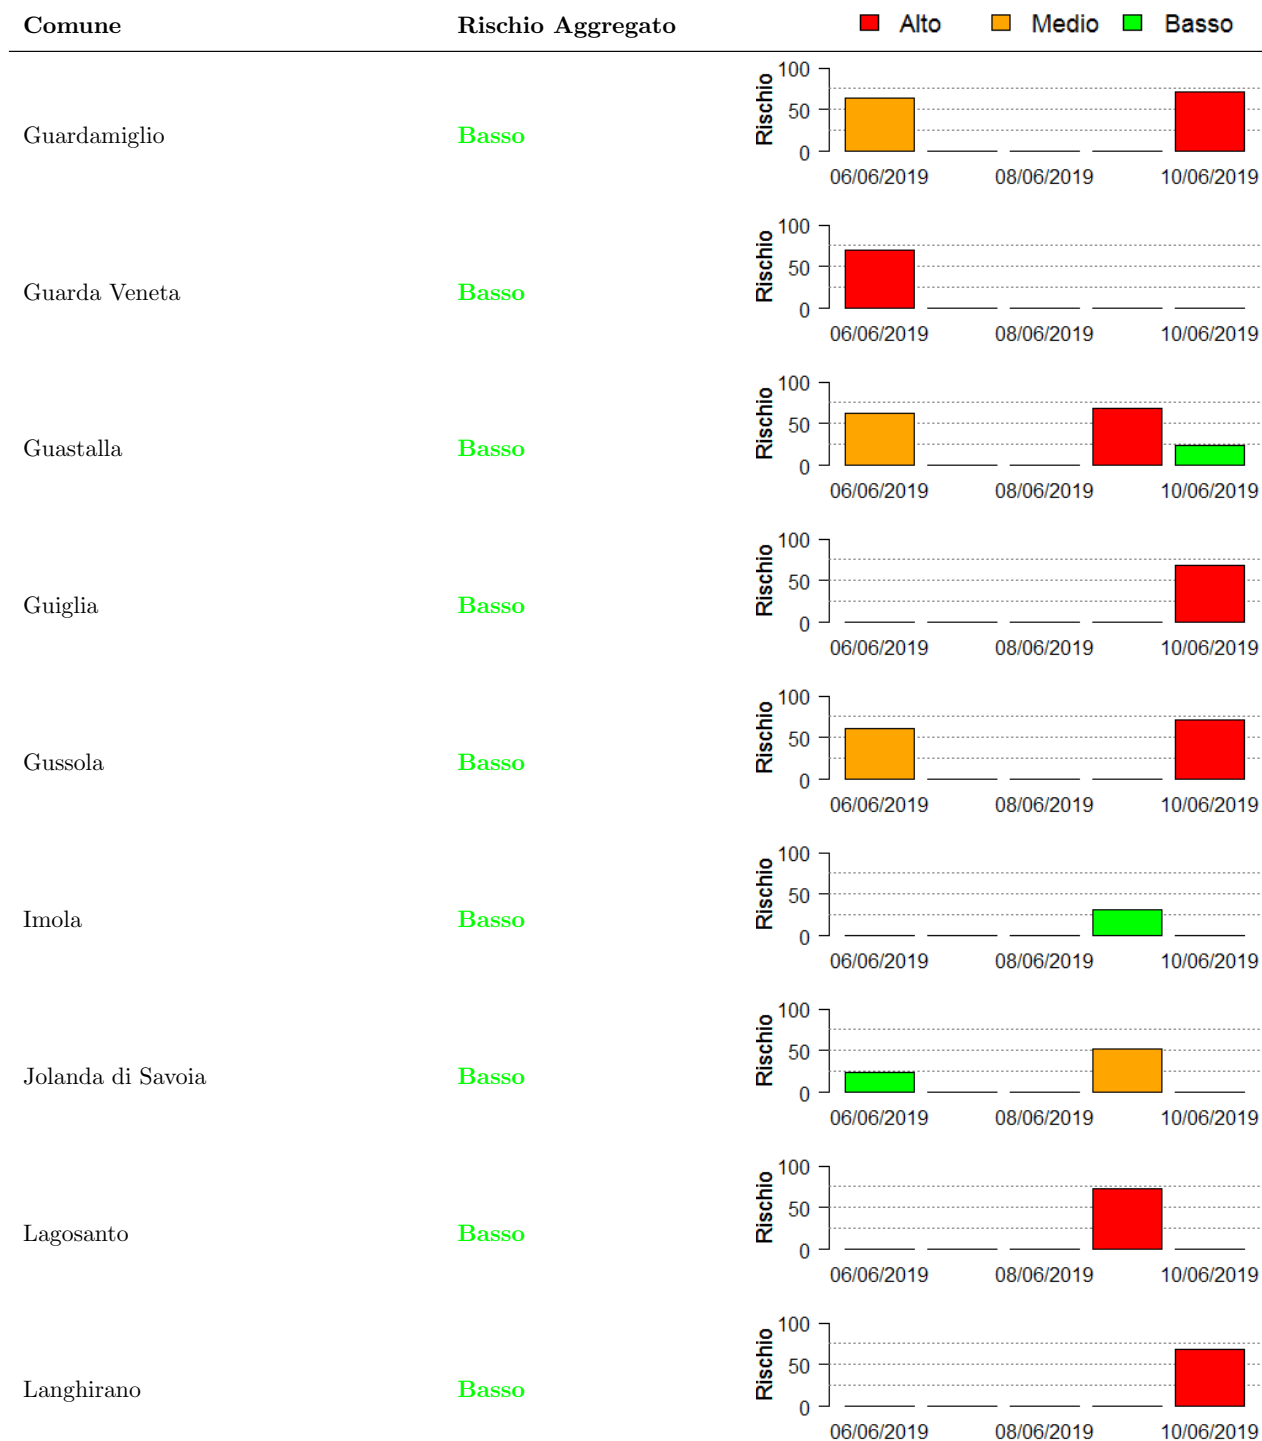 Comune Rischio Aggregato Alto Medio Basso
100
50
0
Rischio
Guardamiglio Basso
06/06/2019 08/06/2019 10/06/2019
100
50
0
Rischio
Guarda Veneta Basso
06/06/2019 08/06/2019 10/06/2019
100
50
0
Rischio
Guastalla Basso
06/06/2019 08/06/2019 10/06/2019
100
50
0
Rischio
Guiglia Basso
06/06/2019 08/06/2019 10/06/2019
100
50
0
Rischio
Gussola Basso
06/06/2019 08/06/2019 10/06/2019
100
50
0
Rischio
Imola Basso
06/06/2019 08/06/2019 10/06/2019
100
50
0
Rischio
Jolanda di Savoia Basso
06/06/2019 08/06/2019 10/06/2019
100
50
0
Rischio
Lagosanto Basso
06/06/2019 08/06/2019 10/06/2019
100
50
0
Rischio
Langhirano Basso
06/06/2019 08/06/2019 10/06/2019